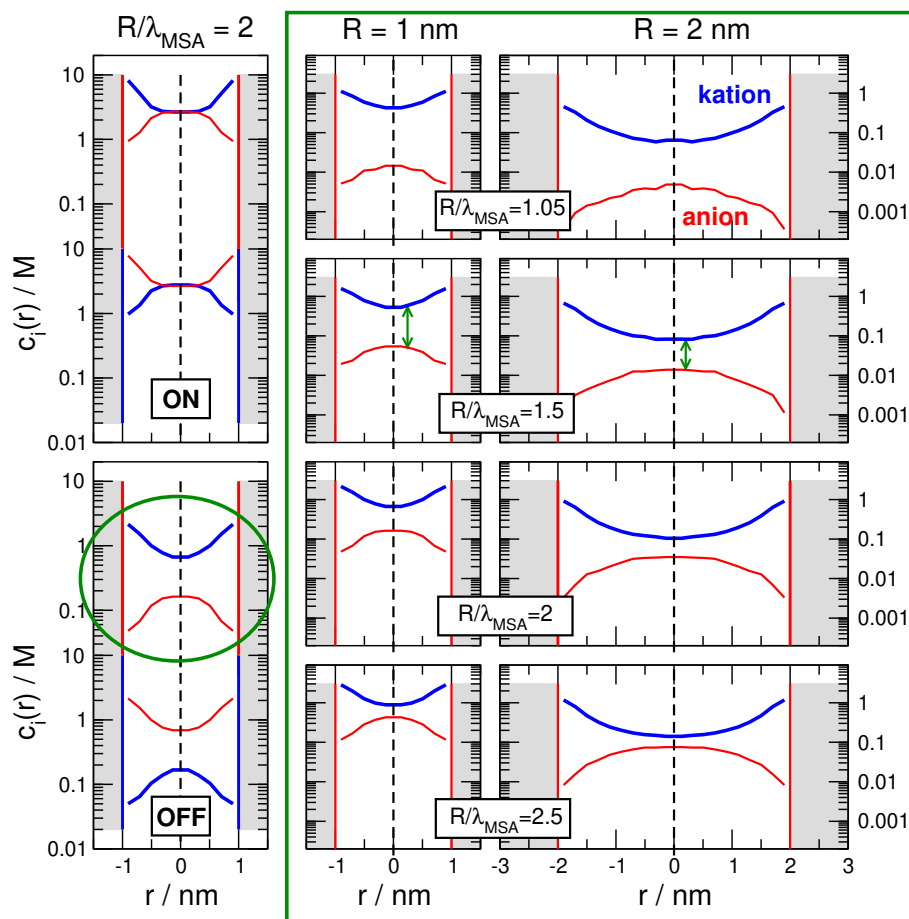 R/λMSA = 2
R = 1 nm
R = 2 nm
10
1
0.1
10
1
0.1
0.01
ci(r) / M
ON
10
1
0.1
10
1
0.1
0.01
ci(r) / M
OFF
-1 0 1
r / nm
kation
anion
R/λMSA=1.05
1
0.1
0.01
0.001
R/λMSA=1.5
1
0.1
0.01
0.001
R/λMSA=2
1
0.1
0.01
0.001
R/λMSA=2.5
1
0.1
0.01
0.001
-1 0 1
r / nm
-3 -2 -1 0 1 2 3
r / nm